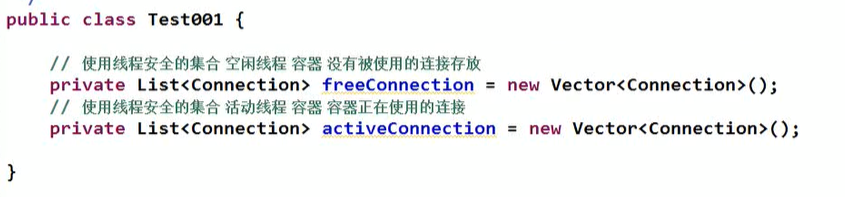 public class Test001 {
// 使用线程安全的集合 空闲线程 容器 没有被使用的连接存放
private List<Connection> freeConnection = new Vector<Connection>();
// 使用线程安全的集合 活动线程 容器 容器正在使用的连接
private List<Connection> activeConnection = new Vector<Connection>();
}